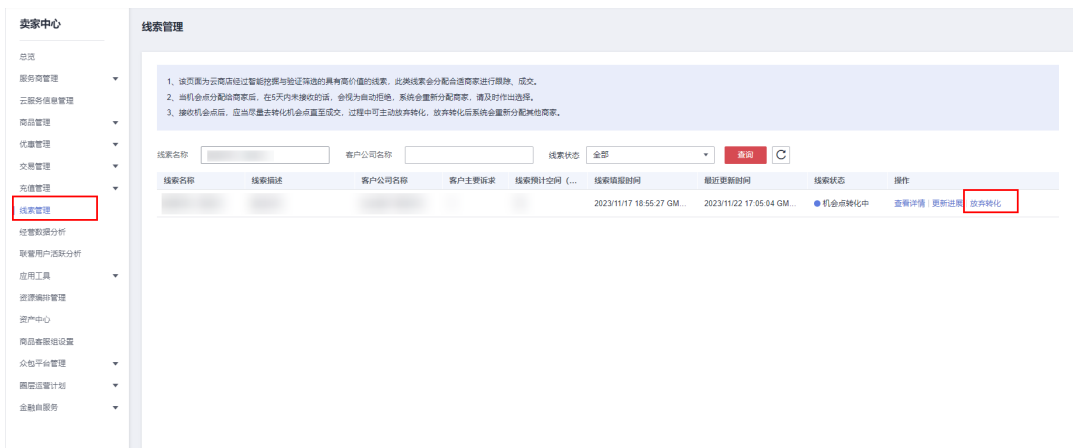 卖家中心
线索管理
总览
服务商管理
云服务信息管理
商品管理
优惠管理
交易管理
充值管理
线索管理
经营数据分析
联营用户活跃分析
应用工具
资源编排管理
资产中心
商品客服组设置
众包平台管理
圈层运营计划
金融自服务
1、该页面为云商店经过智能挖掘与验证筛选的具有高价值的线索，此类线索会分配合适商家进行跟踪、成交。
2、当机会点分配给商家后，在5天内未接收的话，会视为自动拒绝，系统会重新分配商家，请及时作出选择。
3、接收机会点后，应当尽量去转化机会点直至成交，过程中可主动放弃转化，放弃转化后系统会重新分配其他商家。
线索名称 客户公司名称 线索状态 全部 查询
线索名称 线索描述 客户公司名称 客户主要诉求 线索预计空间（... 线索填报时间 最近更新时间 线索状态 操作
2023/11/17 18:55:27 GM... 2023/11/22 17:05:04 GM... 机会点转化中 查看详情 更新进展 放弃转化